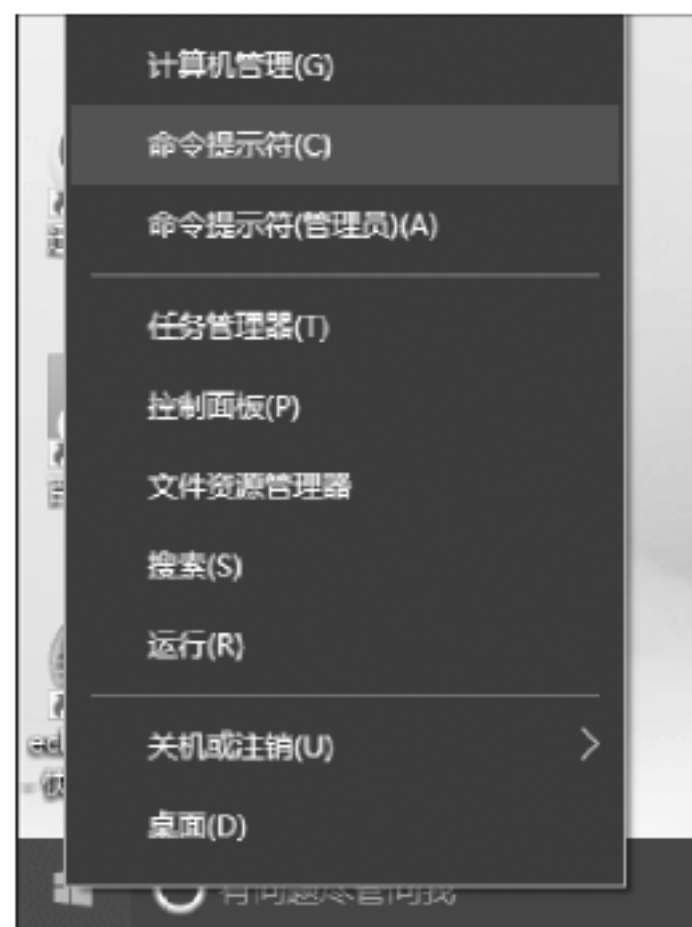 计算机管理(G)
命令提示符(C)
命令提示符(管理员)(A)
任务管理器(T)
控制面板(P)
文件资源管理器
搜索(S)
运行(R)
关机或注销(U)
桌面(D)
有问题尽管问我